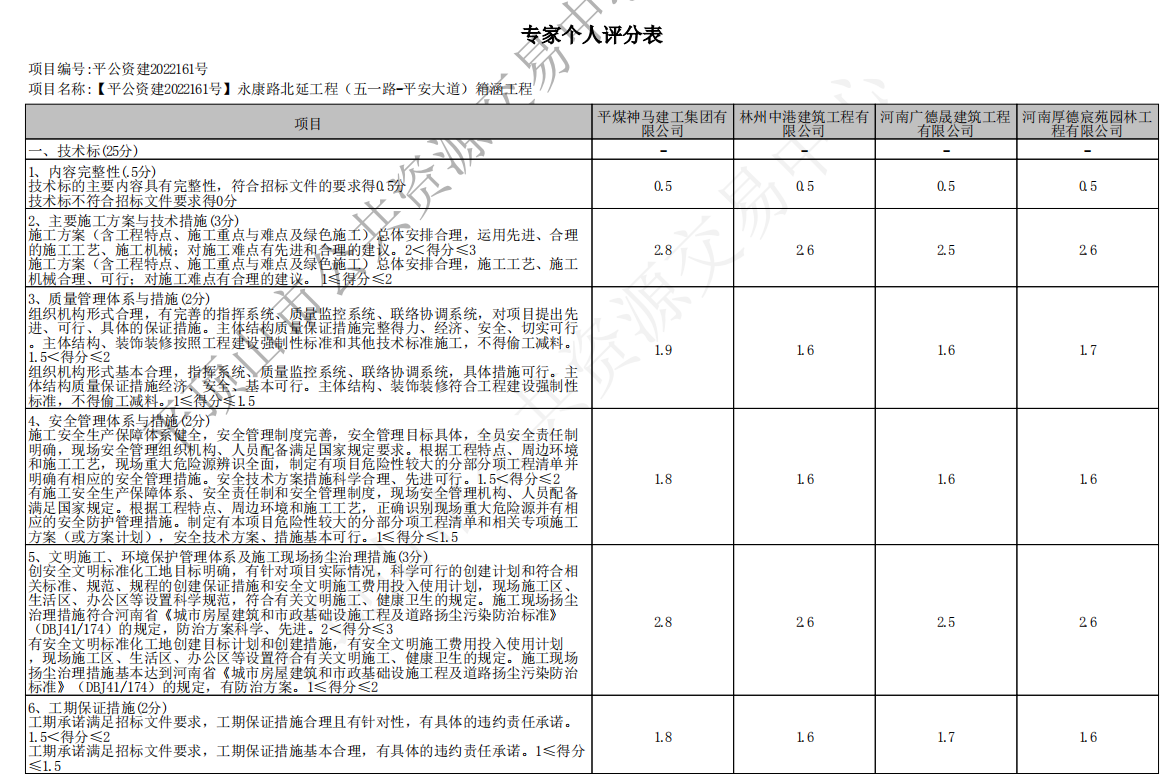 专家个人评分表
项目编号:平公资建2022161号
项目名称:【平公资建2022161号】永康路北延工程（五一路-平安大道）箱涵工程
项目
平煤神马建工集团有
限公司
林州中港建筑工程有
限公司
河南广德晟建筑工程
有限公司
河南厚德宸苑园林工
程有限公司
一、技术标(25分)
-
-
-
-
1、内容完整性(.5分)
技术标的主要内容具有完整性，符合招标文件的要求得0.5分
技术标不符合招标文件要求得0分
0.5
0.5
0.5
0.5
2、主要施工方案与技术措施(3分)
施工方案（含工程特点、施工重点与难点及绿色施工）总体安排合理，运用先进、合理
的施工工艺、施工机械；对施工难点有先进和合理的建议。2<得分≤3
施工方案（含工程特点、施工重点与难点及绿色施工）总体安排合理，施工工艺、施工
机械合理、可行；对施工难点有合理的建议。 1≤得分≤2
2.8
2.6
2.5
2.6
3、质量管理体系与措施(2分)
组织机构形式合理，有完善的指挥系统、质量监控系统、联络协调系统，对项目提出先
进、可行、具体的保证措施。主体结构质量保证措施完整得力、经济、安全、切实可行
。主体结构、装饰装修按照工程建设强制性标准和其他技术标准施工，不得偷工减料。
1.5<得分≤2
组织机构形式基本合理，指挥系统、质量监控系统、联络协调系统，具体措施可行。主
体结构质量保证措施经济、安全、基本可行。主体结构、装饰装修符合工程建设强制性
标准，不得偷工减料。1≤得分≤1.5
1.9
1.6
1.6
1.7
4、安全管理体系与措施(2分)
施工安全生产保障体系健全，安全管理制度完善，安全管理目标具体，全员安全责任制
明确，现场安全管理组织机构、人员配备满足国家规定要求。根据工程特点、周边环境
和施工工艺，现场重大危险源辨识全面，制定有项目危险性较大的分部分项工程清单并
明确有相应的安全管理措施。安全技术方案措施科学合理、先进可行。1.5<得分≤2
有施工安全生产保障体系、安全责任制和安全管理制度，现场安全管理机构、人员配备
满足国家规定。根据工程特点、周边环境和施工工艺，正确识别现场重大危险源并有相
应的安全防护管理措施。制定有本项目危险性较大的分部分项工程清单和相关专项施工
方案（或方案计划），安全技术方案、措施基本可行。1≤得分≤1.5
1.8
1.6
1.6
1.6
5、文明施工、环境保护管理体系及施工现场扬尘治理措施(3分)
创安全文明标准化工地目标明确，有针对项目实际情况，科学可行的创建计划和符合相
关标准、规范、规程的创建保证措施和安全文明施工费用投入使用计划，现场施工区、
生活区、办公区等设置科学规范，符合有关文明施工、健康卫生的规定。施工现场扬尘
治理措施符合河南省《城市房屋建筑和市政基础设施工程及道路扬尘污染防治标准》
（DBJ41/174）的规定，防治方案科学、先进。2<得分≤3
有安全文明标准化工地创建目标计划和创建措施，有安全文明施工费用投入使用计划
，现场施工区、生活区、办公区等设置符合有关文明施工、健康卫生的规定。施工现场
扬尘治理措施基本达到河南省《城市房屋建筑和市政基础设施工程及道路扬尘污染防治
标准》（DBJ41/174）的规定，有防治方案。1≤得分≤2
2.8
2.6
2.5
2.6
6、工期保证措施(2分)
工期承诺满足招标文件要求，工期保证措施合理且有针对性，有具体的违约责任承诺。
1.5<得分≤2
工期承诺满足招标文件要求，工期保证措施基本合理，有具体的违约责任承诺。1≤得分
≤1.5
1.8
1.6
1.7
1.6
平顶山市公共资源交易中
共资源交易中心